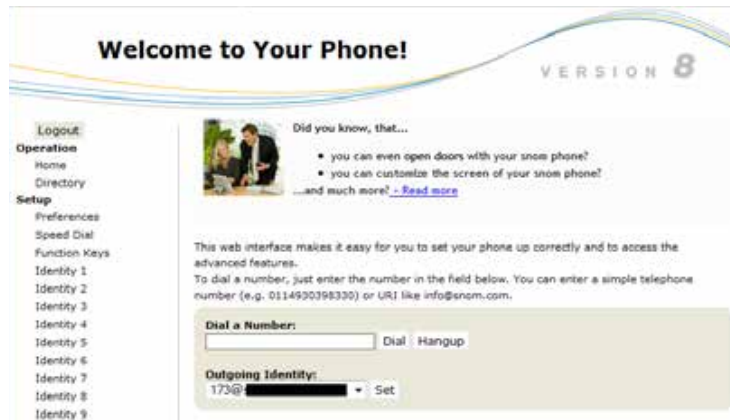 Welcome to Your Phone!
VERSION 8
Logout
Operation
Home
Directory
Setup
Preferences
Speed Dial
Function Keys
Identity 1
Identity 2
Identity 3
Identity 4
Identity 5
Identity 6
Identity 7
Identity 8
Identity 9
Did you know, that...
• you can even open doors with your snom phone?
• you can customize the screen of your snom phone?
...and much more? - Read more
This web interface makes it easy for you to set your phone up correctly and to access the
advanced features.
To dial a number, just enter the number in the field below. You can enter a simple telephone
number (e.g. 0114930398330) or URI like info@snom.com.
Dial a Number:
Dial Hangup
Outgoing Identity:
173@ Set